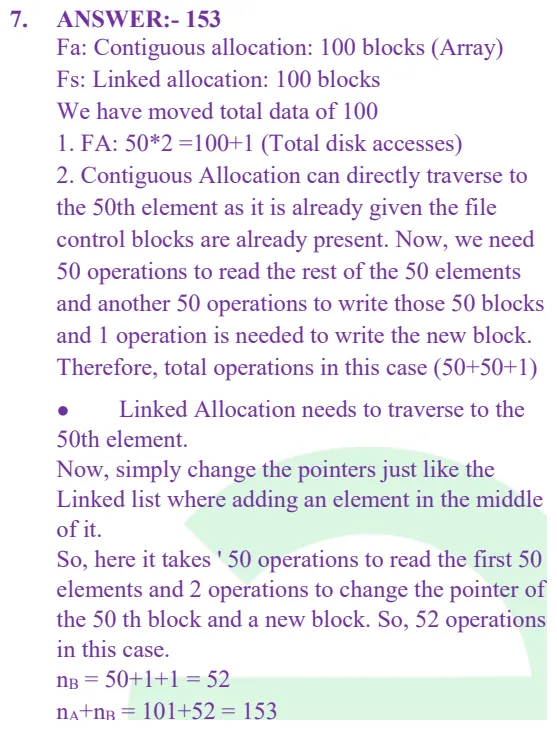 7. ANSWER:- 153
Fa: Contiguous allocation: 100 blocks (Array)
Fs: Linked allocation: 100 blocks
We have moved total data of 100
1. FA: 50*2 =100+1 (Total disk accesses)
2. Contiguous Allocation can directly traverse to
the 50th element as it is already given the file
control blocks are already present. Now, we need
50 operations to read the rest of the 50 elements
and another 50 operations to write those 50 blocks
and 1 operation is needed to write the new block.
Therefore, total operations in this case (50+50+1)
● Linked Allocation needs to traverse to the
50th element.
Now, simply change the pointers just like the
Linked list where adding an element in the middle
of it.
So, here it takes ' 50 operations to read the first 50
elements and 2 operations to change the pointer of
the 50 th block and a new block. So, 52 operations
in this case.
nB = 50+1+1 = 52
nA+nB = 101+52 = 153